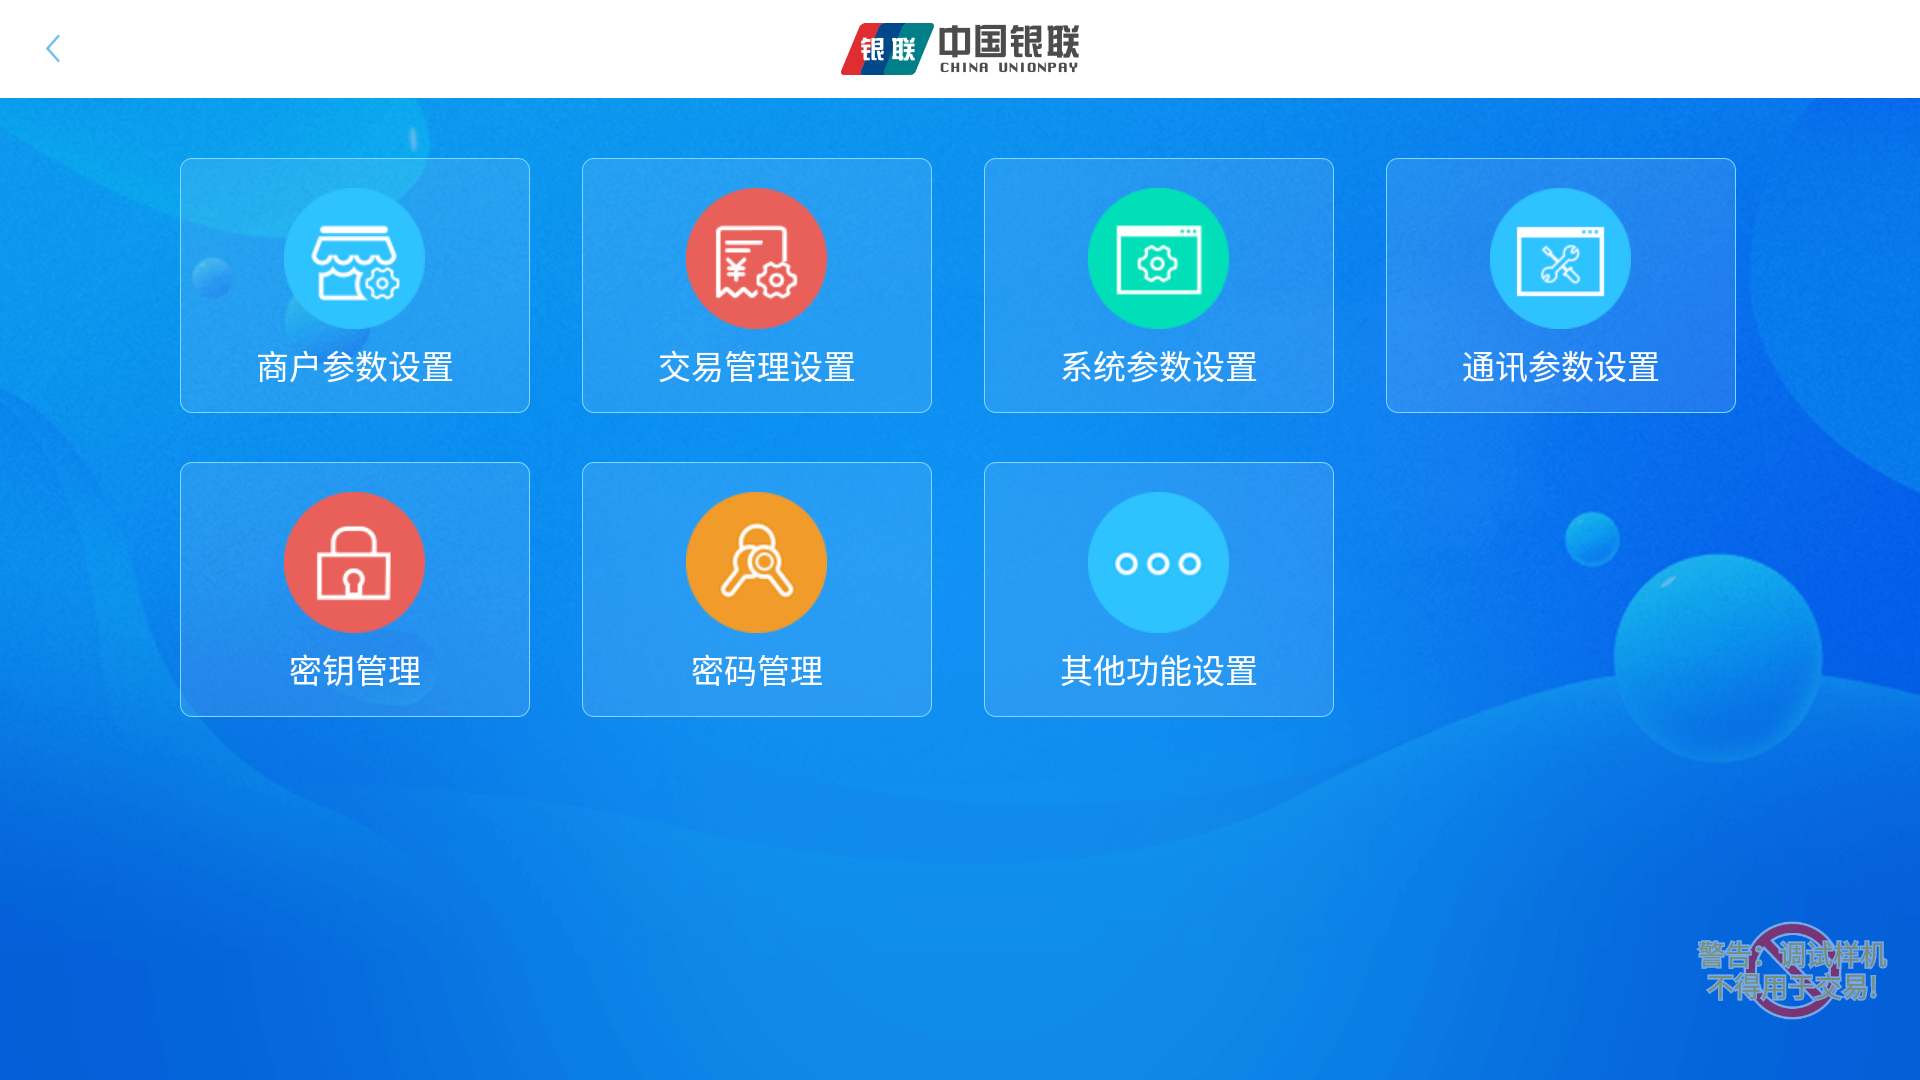 银联 中国银联
CHINA UNIONPAY
商户参数设置
交易管理设置
系统参数设置
通讯参数设置
密钥管理
密码管理
其他功能设置
警告：调试样机
不得用于交易！